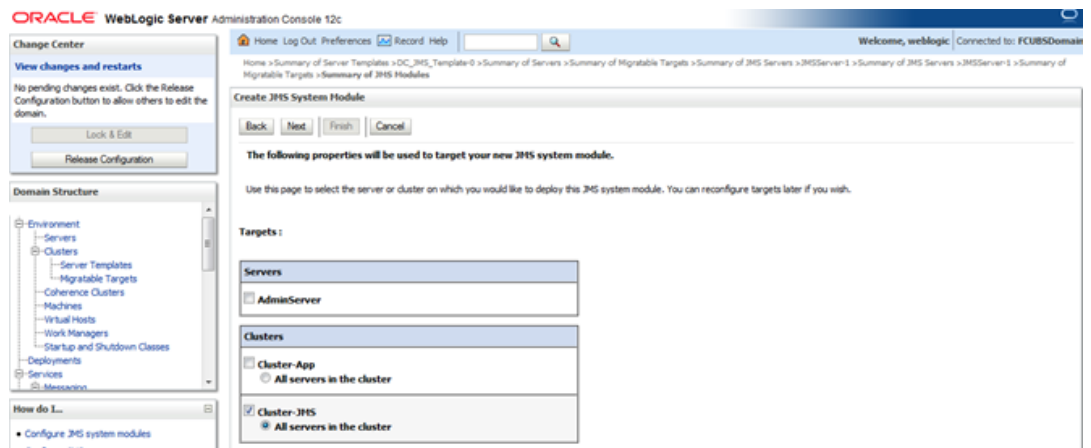 ORACLE WebLogic Server Administration Console 12c
Change Center
View changes and restarts
No pending changes exist. Click the Release
Configuration button to allow others to edit the
domain.
Lock & Edit
Release Configuration
Domain Structure
Environment
Servers
Clusters
Server Templates
Migratable Targets
Coherence Clusters
Machines
Virtual Hosts
Work Managers
Startup and Shutdown Classes
Deployments
Services
Messaging
How do I...
Configure JMS system modules
Home Log Out Preferences Record Help
Welcome, weblogic Connected to: FCUBSDomain
Home >Summary of Server Templates >DC_JMS_Template-0 >Summary of Servers >Summary of Migratable Targets >Summary of JMS Servers >JMSServer-1 >Summary of JMS Servers >JMSServer-1 >Summary of
Migratable Targets >Summary of JMS Modules
Create JMS System Module
Back Next Finish Cancel
The following properties will be used to target your new JMS system module.
Use this page to select the server or cluster on which you would like to deploy this JMS system module. You can reconfigure targets later if you wish.
Targets :
Servers
AdminServer
Clusters
Cluster-App
All servers in the cluster
Cluster-JMS
All servers in the cluster